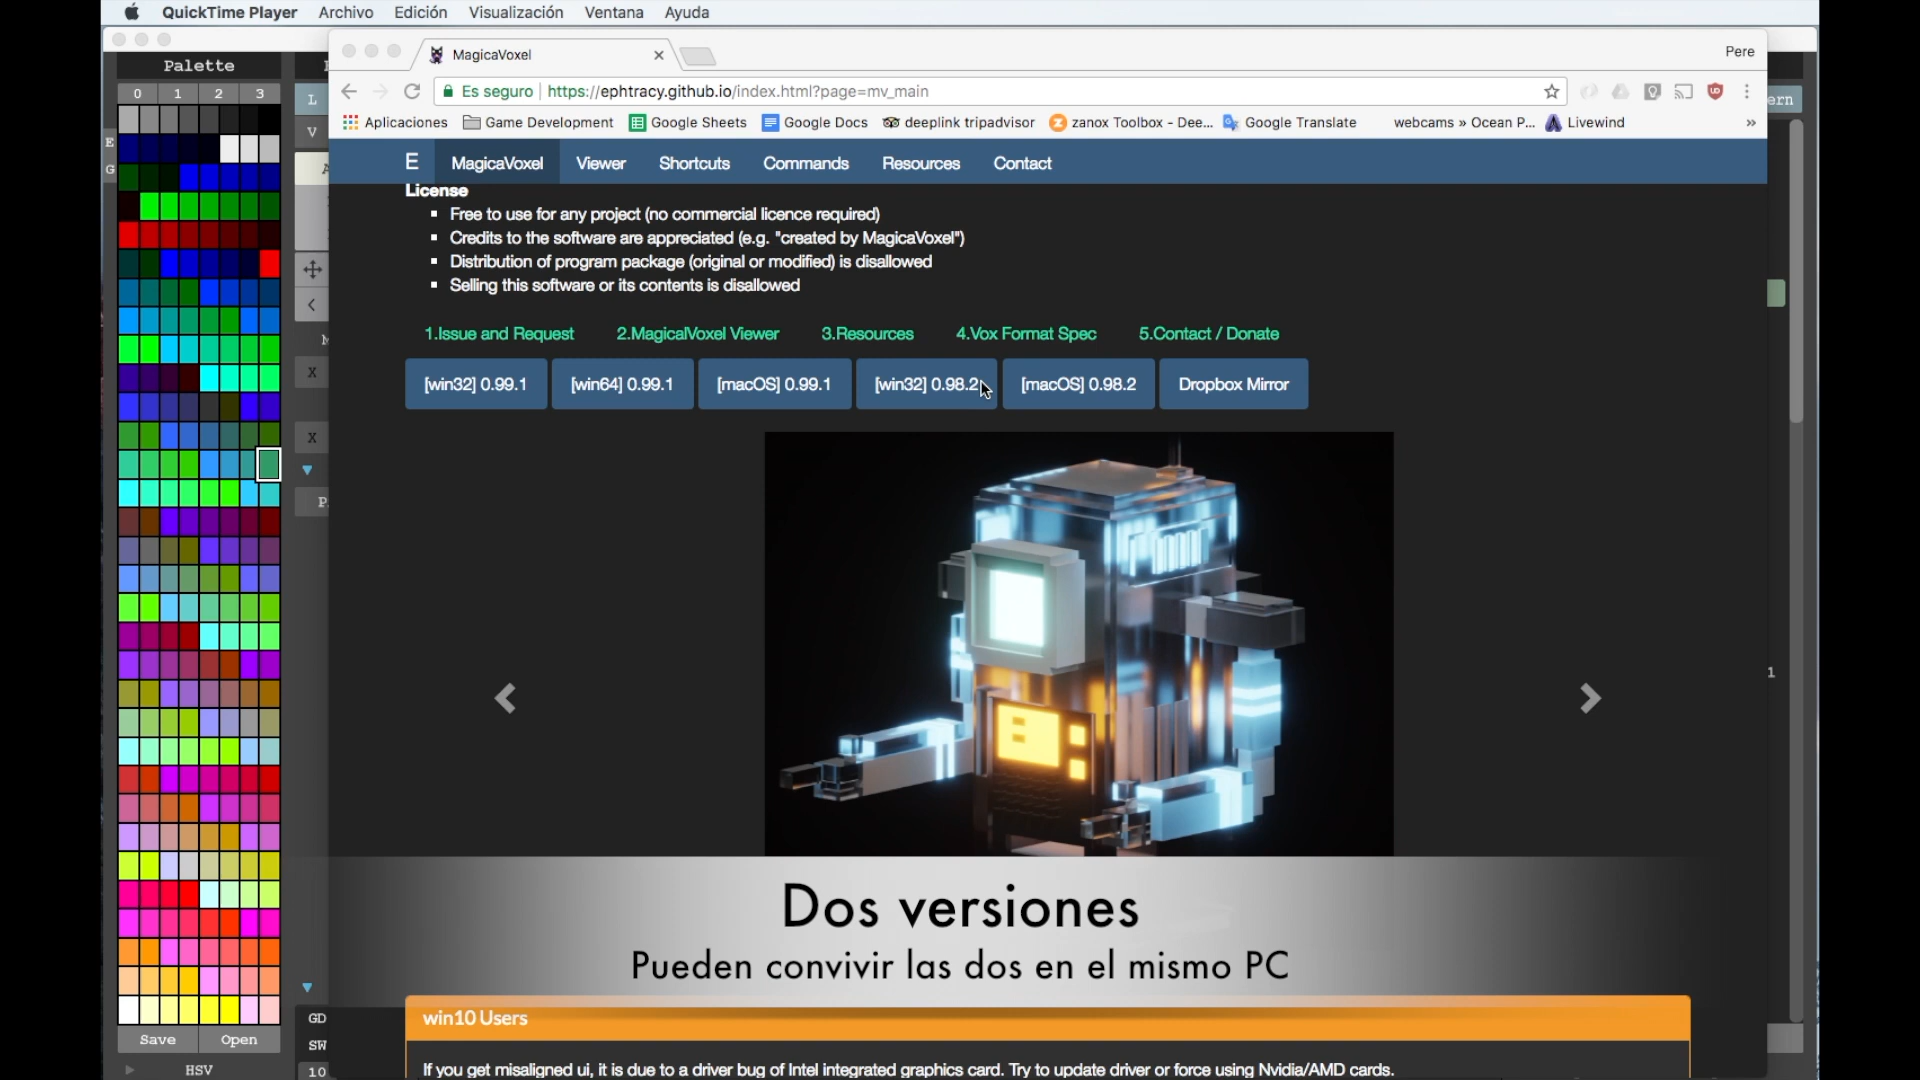 QuickTime Player Archivo Edición Visualización Ventana Ayuda
MagicaVoxel
Pere
Es seguro https://ephtracy.github.io/index.html?page=mv_main
Aplicaciones Game Development Google Sheets Google Docs deeplink tripadvisor zanox Toolbox - Dee... Google Translate webcams » Ocean P... Livewind »
Palette
0 1 2 3
E
G
L
V
X
X
ern
1
E MagicaVoxel Viewer Shortcuts Commands Resources Contact
License
Free to use for any project (no commercial licence required)
Credits to the software are appreciated (e.g. "created by MagicaVoxel")
Distribution of program package (original or modified) is disallowed
Selling this software or its contents is disallowed
1.Issue and Request 2.MagicalVoxel Viewer 3.Resources 4.Vox Format Spec 5.Contact / Donate
[win32] 0.99.1 [win64] 0.99.1 [macOS] 0.99.1 [win32] 0.98.2 [macOS] 0.98.2 Dropbox Mirror
Dos versiones
Pueden convivir las dos en el mismo PC
win10 Users
If you get misaligned ui, it is due to a driver bug of Intel integrated graphics card. Try to update driver or force using Nvidia/AMD cards.
Save Open
HSV
GD
SW
10